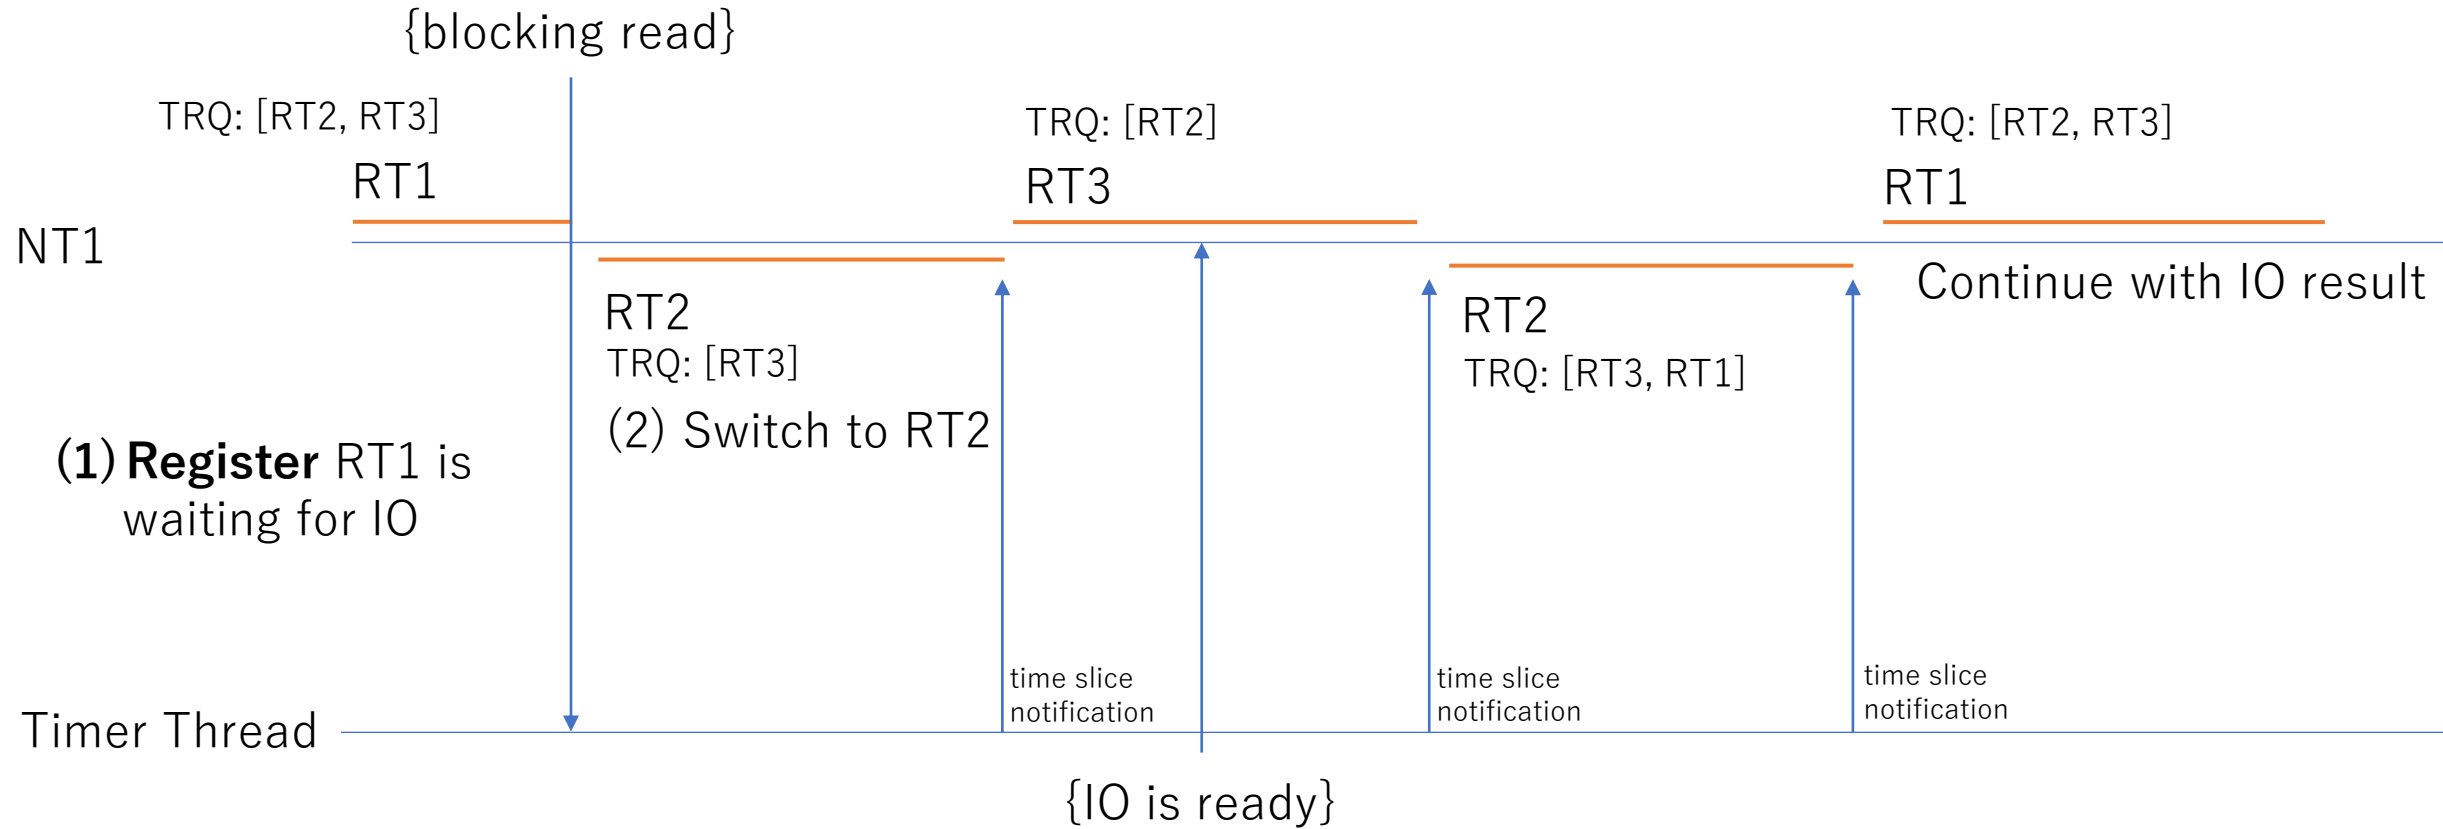 {blocking read}
TRQ: [RT2, RT3]
TRQ: [RT2]
TRQ: [RT2, RT3]
RT1
RT3
RT1
NT1
Continue with IO result
RT2
TRQ: [RT3]
(2) Switch to RT2
RT2
TRQ: [RT3, RT1]
(1) Register RT1 is
waiting for IO
time slice
notification
time slice
notification
time slice
notification
Timer Thread
{IO is ready}